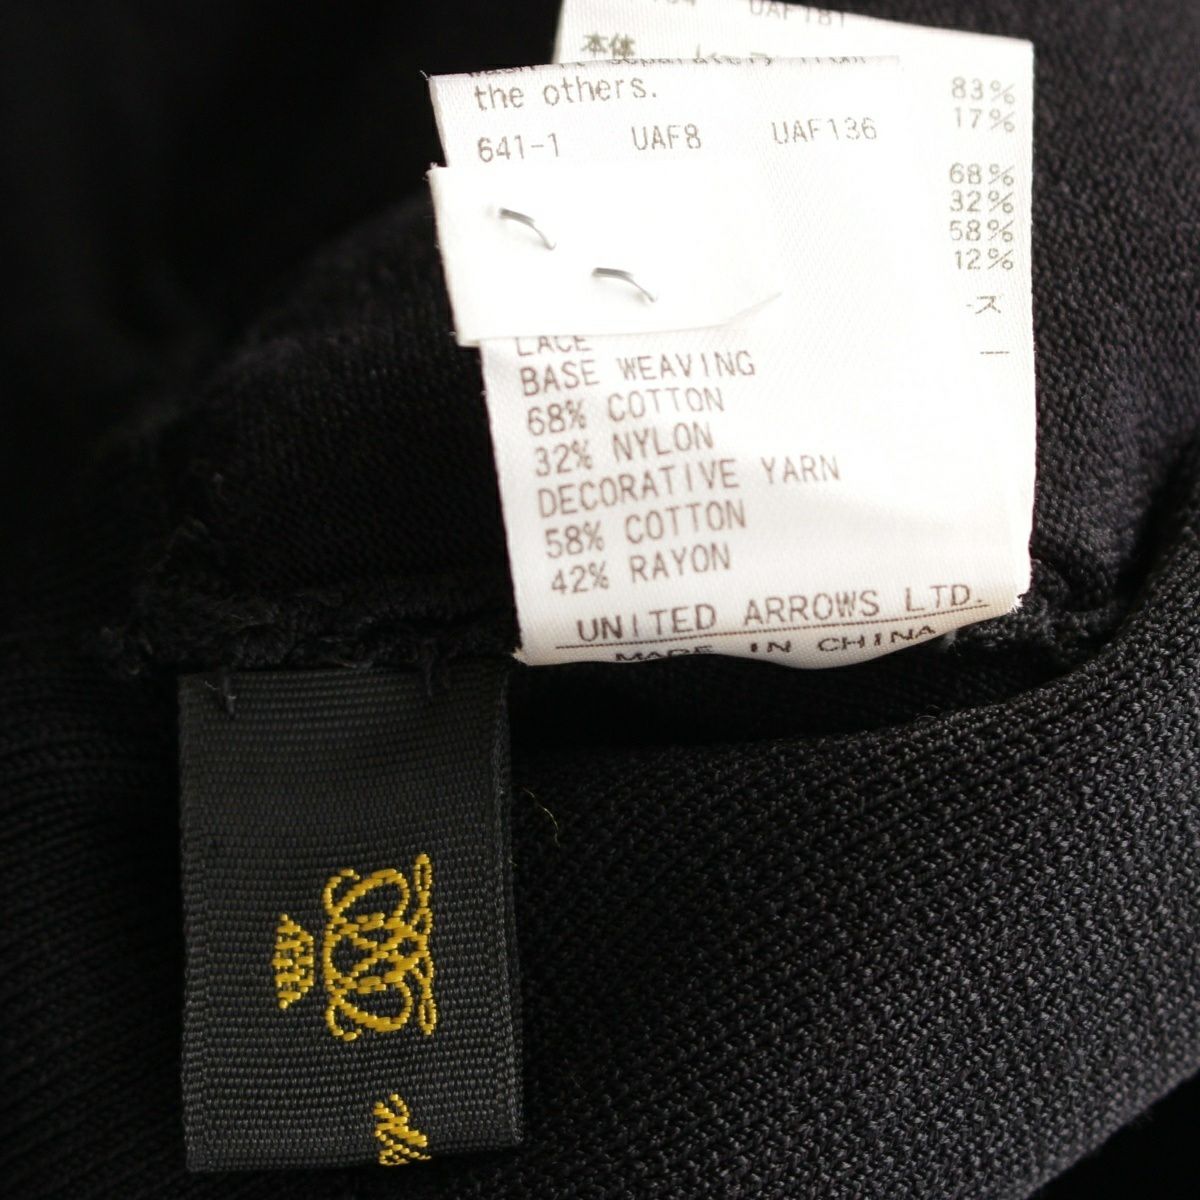 UAF181
本体
the others.
641-1 UAF8 UAF136
83%
17%
68%
32%
58%
12%
ス
LACE
BASE WEAVING
68% COTTON
32% NYLON
DECORATIVE YARN
58% COTTON
42% RAYON
UNITED ARROWS LTD.
MADE IN CHINA